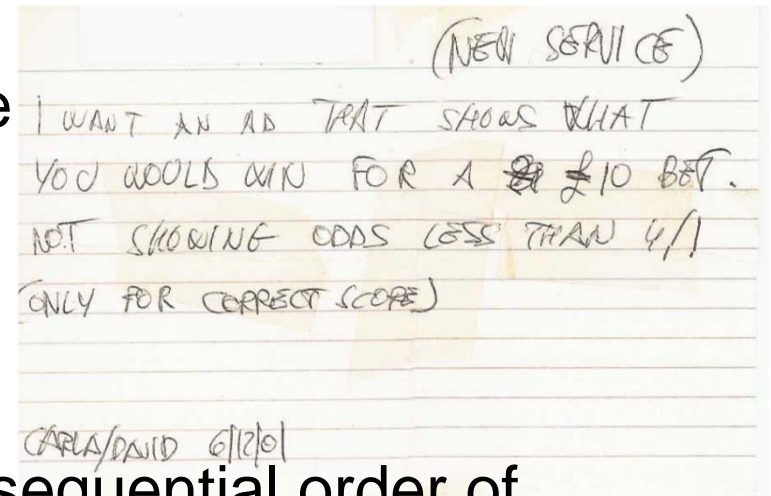 (NEW SERVICE)
e
I WANT AN AD THAT SHOWS WHAT
YOU WOULD WIN FOR A £10 BET.
NOT SHOWING ODDS LESS THAN 4/1
(ONLY FOR CORRECT SCORE)
CARLA/DAVID 6/12/01
sequential order of